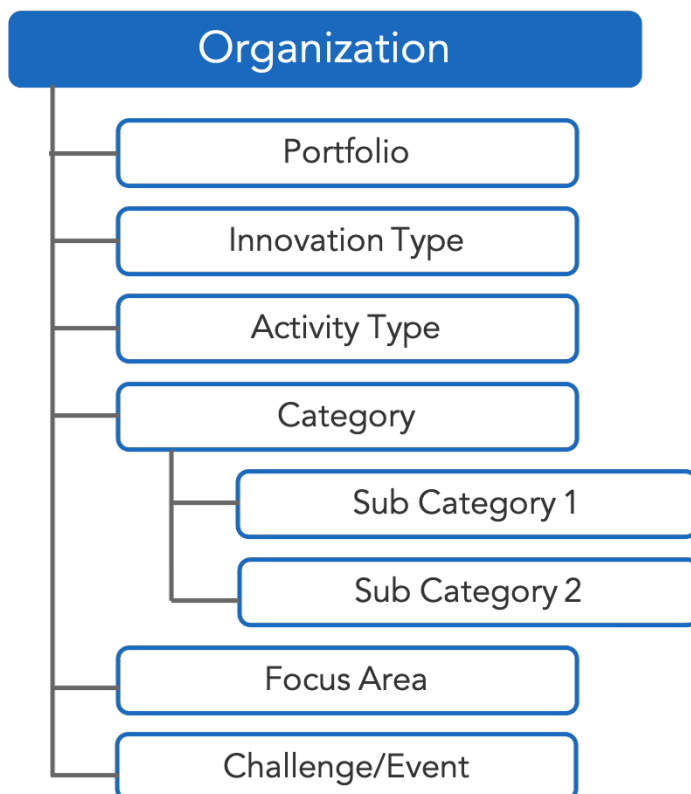 Organization
Portfolio
Innovation Type
Activity Type
Category
Sub Category 1
Sub Category 2
Focus Area
Challenge/Event